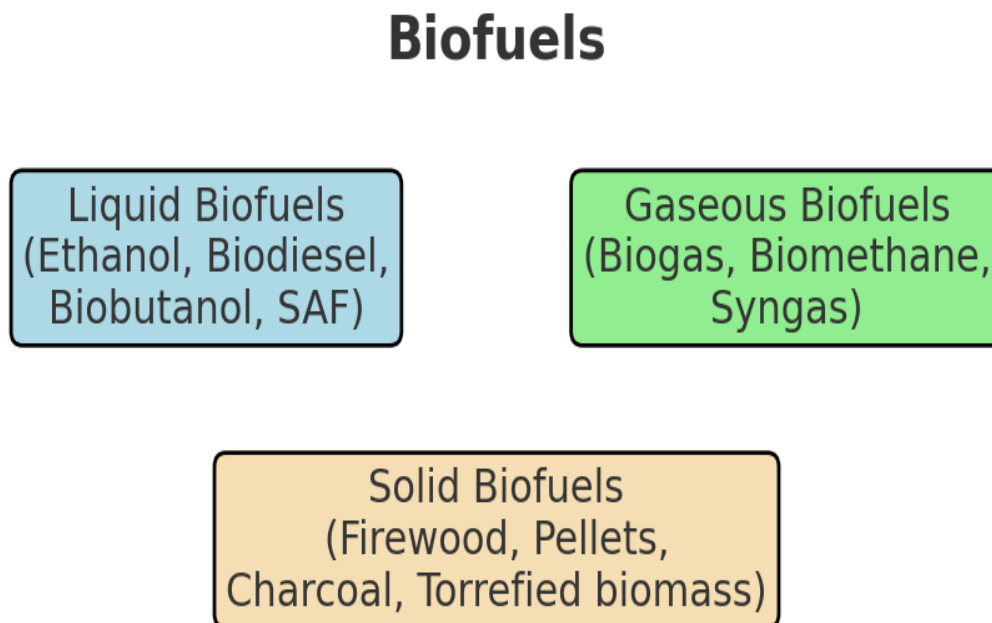 Biofuels
Liquid Biofuels
(Ethanol, Biodiesel,
Biobutanol, SAF)
Gaseous Biofuels
(Biogas, Biomethane,
Syngas)
Solid Biofuels
(Firewood, Pellets,
Charcoal, Torrefied biomass)